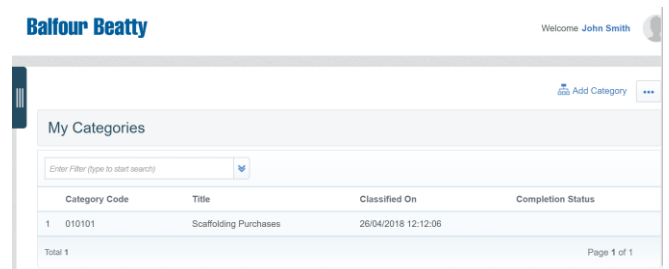 Balfour Beatty
Welcome John Smith
Add Category
My Categories
Enter Filter (type to start search)
Category Code Title Classified On Completion Status
1 010101 Scaffolding Purchases 26/04/2018 12:12:06
Total 1 Page 1 of 1